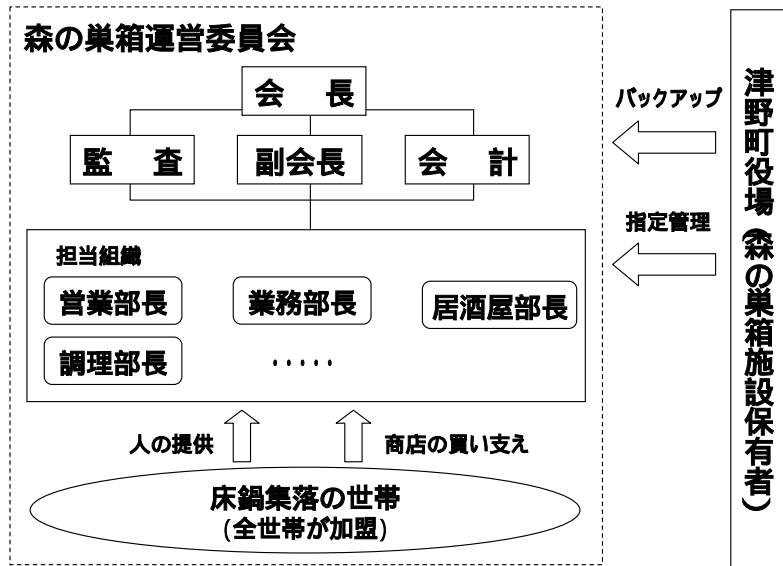 森の巣箱運営委員会
会　長
監　査
副会長
会　計
担当組織
営業部長
業務部長
居酒屋部長
調理部長
・・・・・
人の提供
商店の買い支え
床鍋集落の世帯
(全世帯が加盟)
バックアップ
指定管理
津野町役場(森の巣箱施設保有者)